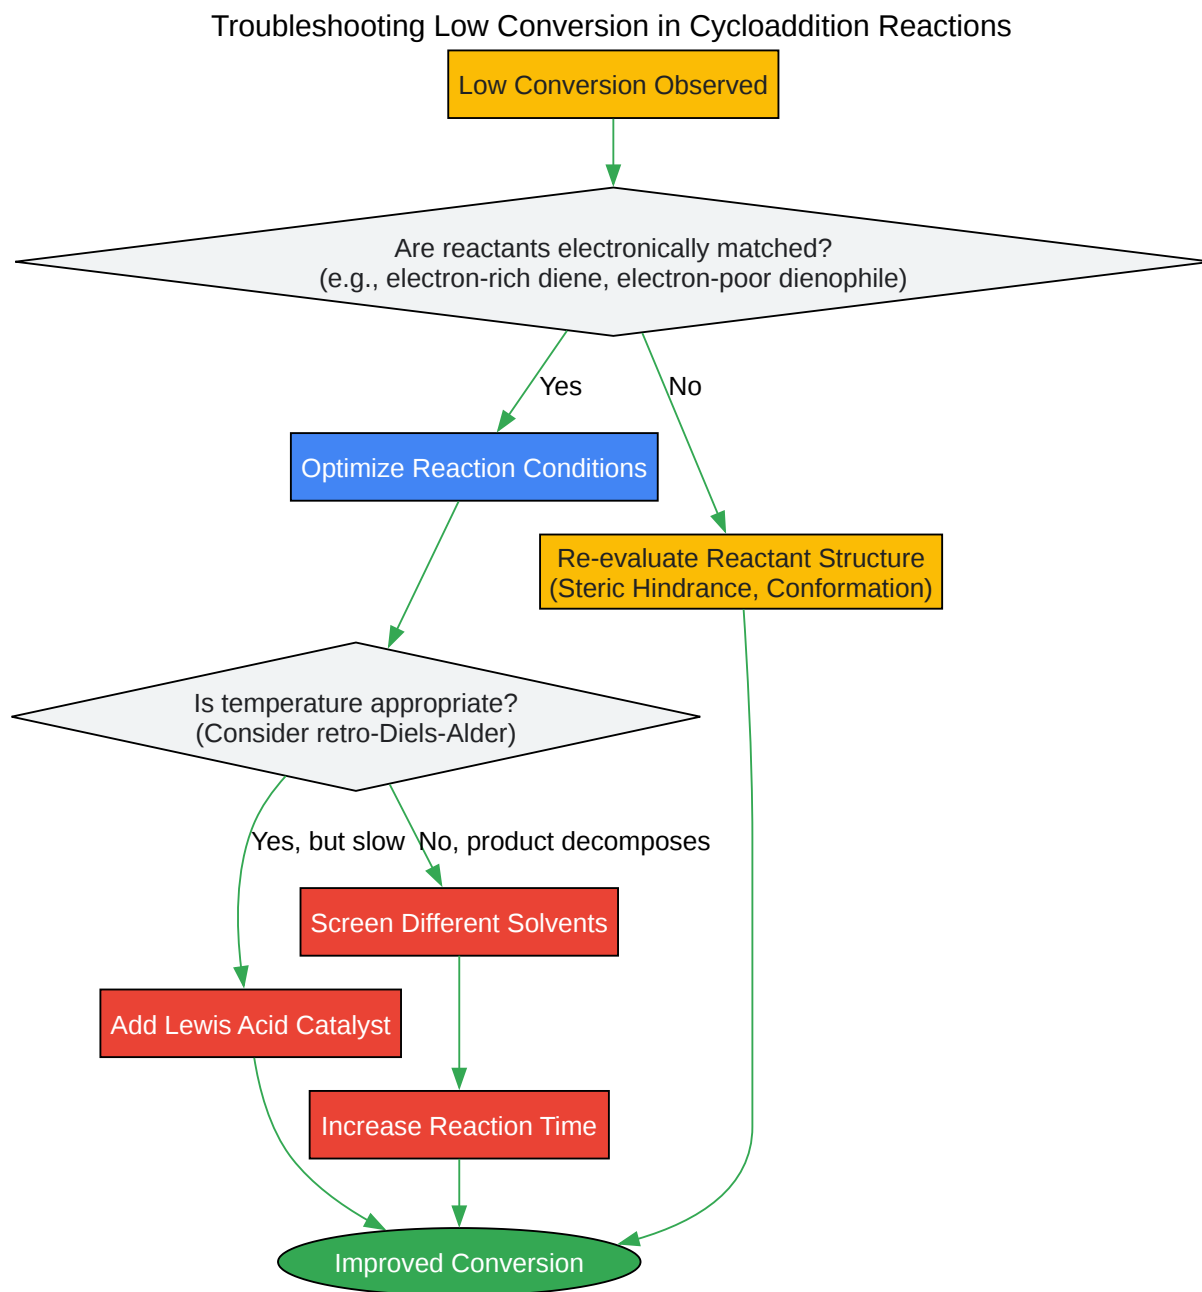 Troubleshooting Low Conversion in Cycloaddition Reactions
Low Conversion Observed
Are reactants electronically matched?
(e.g., electron-rich diene, electron-poor dienophile)
Yes
No
Optimize Reaction Conditions
Re-evaluate Reactant Structure
(Steric Hindrance, Conformation)
Is temperature appropriate?
(Consider retro-Diels-Alder)
Yes, but slow
No, product decomposes
Screen Different Solvents
Add Lewis Acid Catalyst
Increase Reaction Time
Improved Conversion